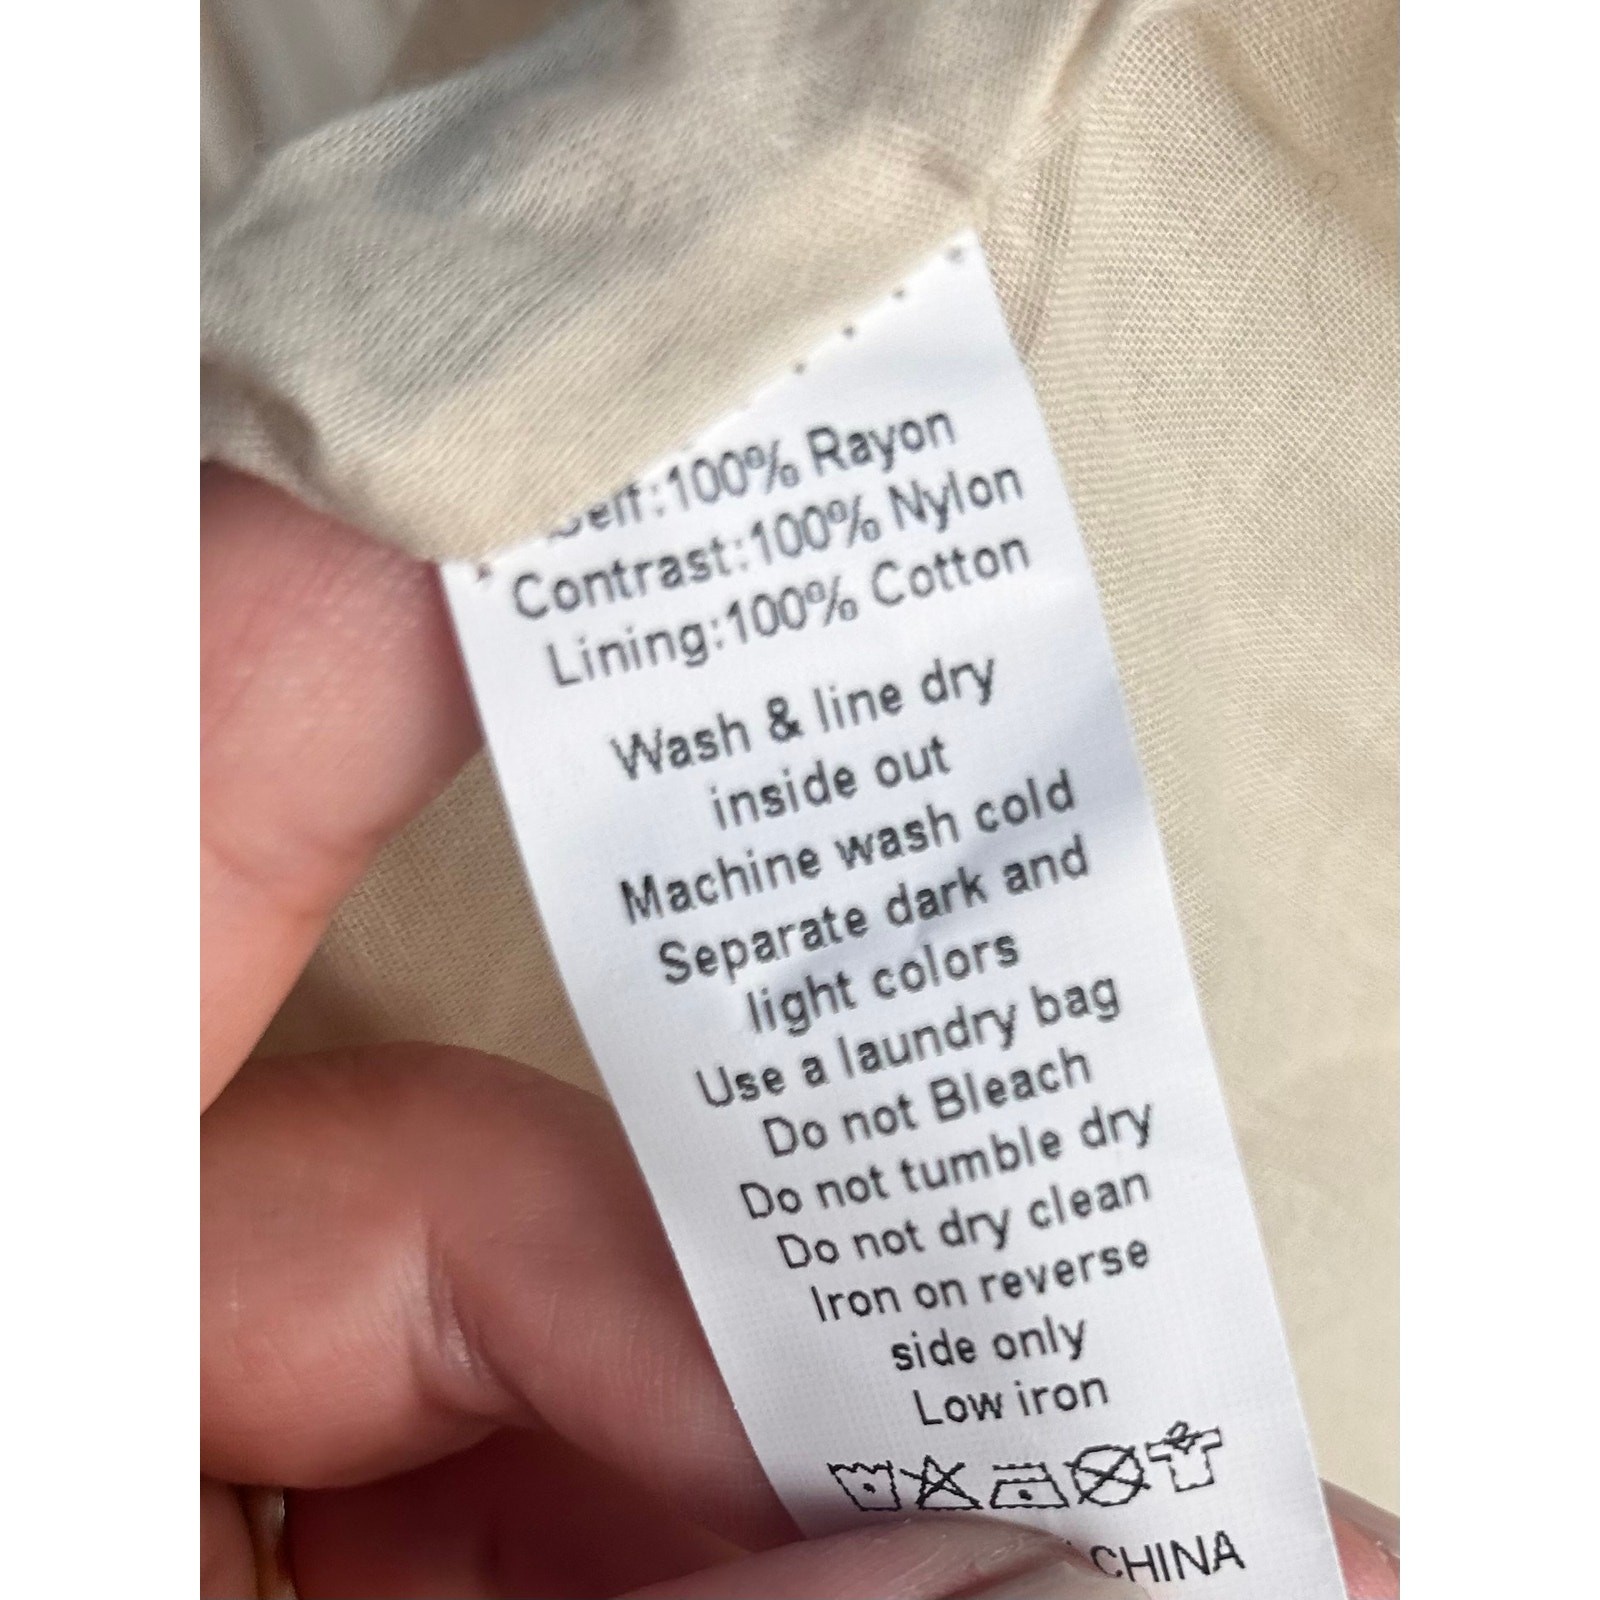 Self:100% Rayon
Contrast:100% Nylon
Lining:100% Cotton
Wash & line dry
inside out
Machine wash cold
Separate dark and
light colors
Use a laundry bag
Do not Bleach
Do not tumble dry
Do not dry clean
Iron on reverse
side only
Low iron
CHINA